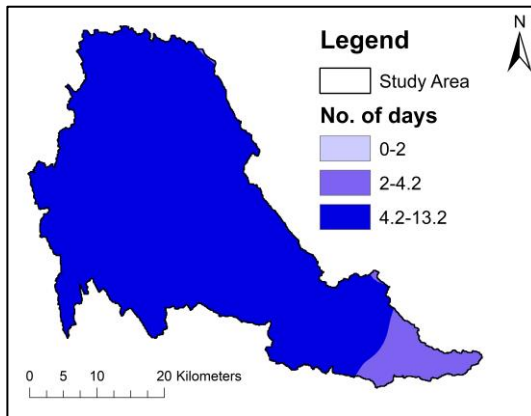 N
Legend
Study Area
No. of days
0-2
2-4.2
4.2-13.2
0 5 10 20 Kilometers